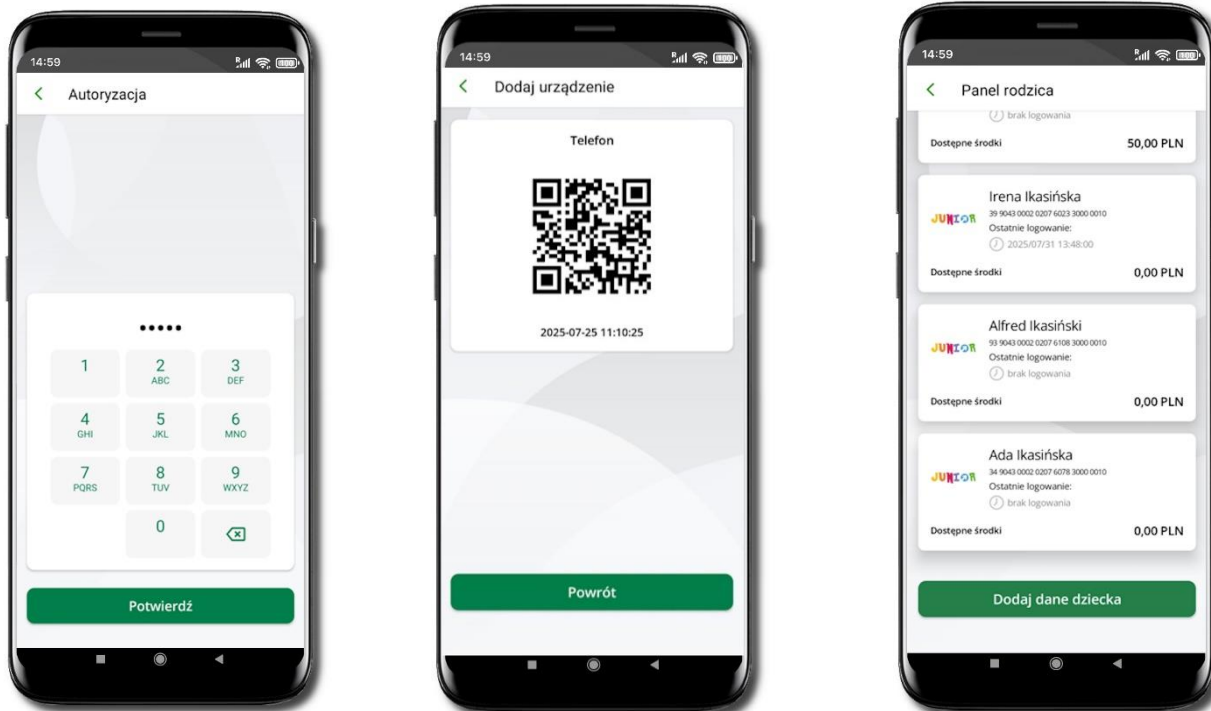 14:59
Autoryzacja
•••••
1
2
ABC
3
DEF
4
GHI
5
JKL
6
MNO
7
PQRS
8
TUV
9
WXYZ
0
Potwierdź
14:59
Dodaj urządzenie
Telefon
2025-07-25 11:10:25
Powrót
14:59
Panel rodzica
brak logowania
Dostępne środki 50,00 PLN
Irena Ikasińska
JUNIOR
39 9043 0002 0207 6023 3000 0010
Ostatnie logowanie:
2025/07/31 13:48:00
Dostępne środki 0,00 PLN
Alfred Ikasiński
JUNIOR
93 9043 0002 0207 6108 3000 0010
Ostatnie logowanie:
brak logowania
Dostępne środki 0,00 PLN
Ada Ikasińska
JUNIOR
34 9043 0002 0207 6078 3000 0010
Ostatnie logowanie:
brak logowania
Dostępne środki 0,00 PLN
Dodaj dane dziecka